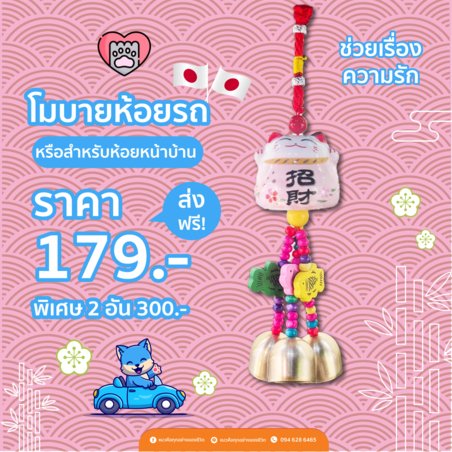 ช่วยเรื่อง
ความรัก
โมบายห้อยรถ
หรือสำหรับห้อยหน้าบ้าน
ราคา
ส่ง
ฟรี!
179.-
พิเศษ 2 อัน 300.-
招
財
094 628 6465